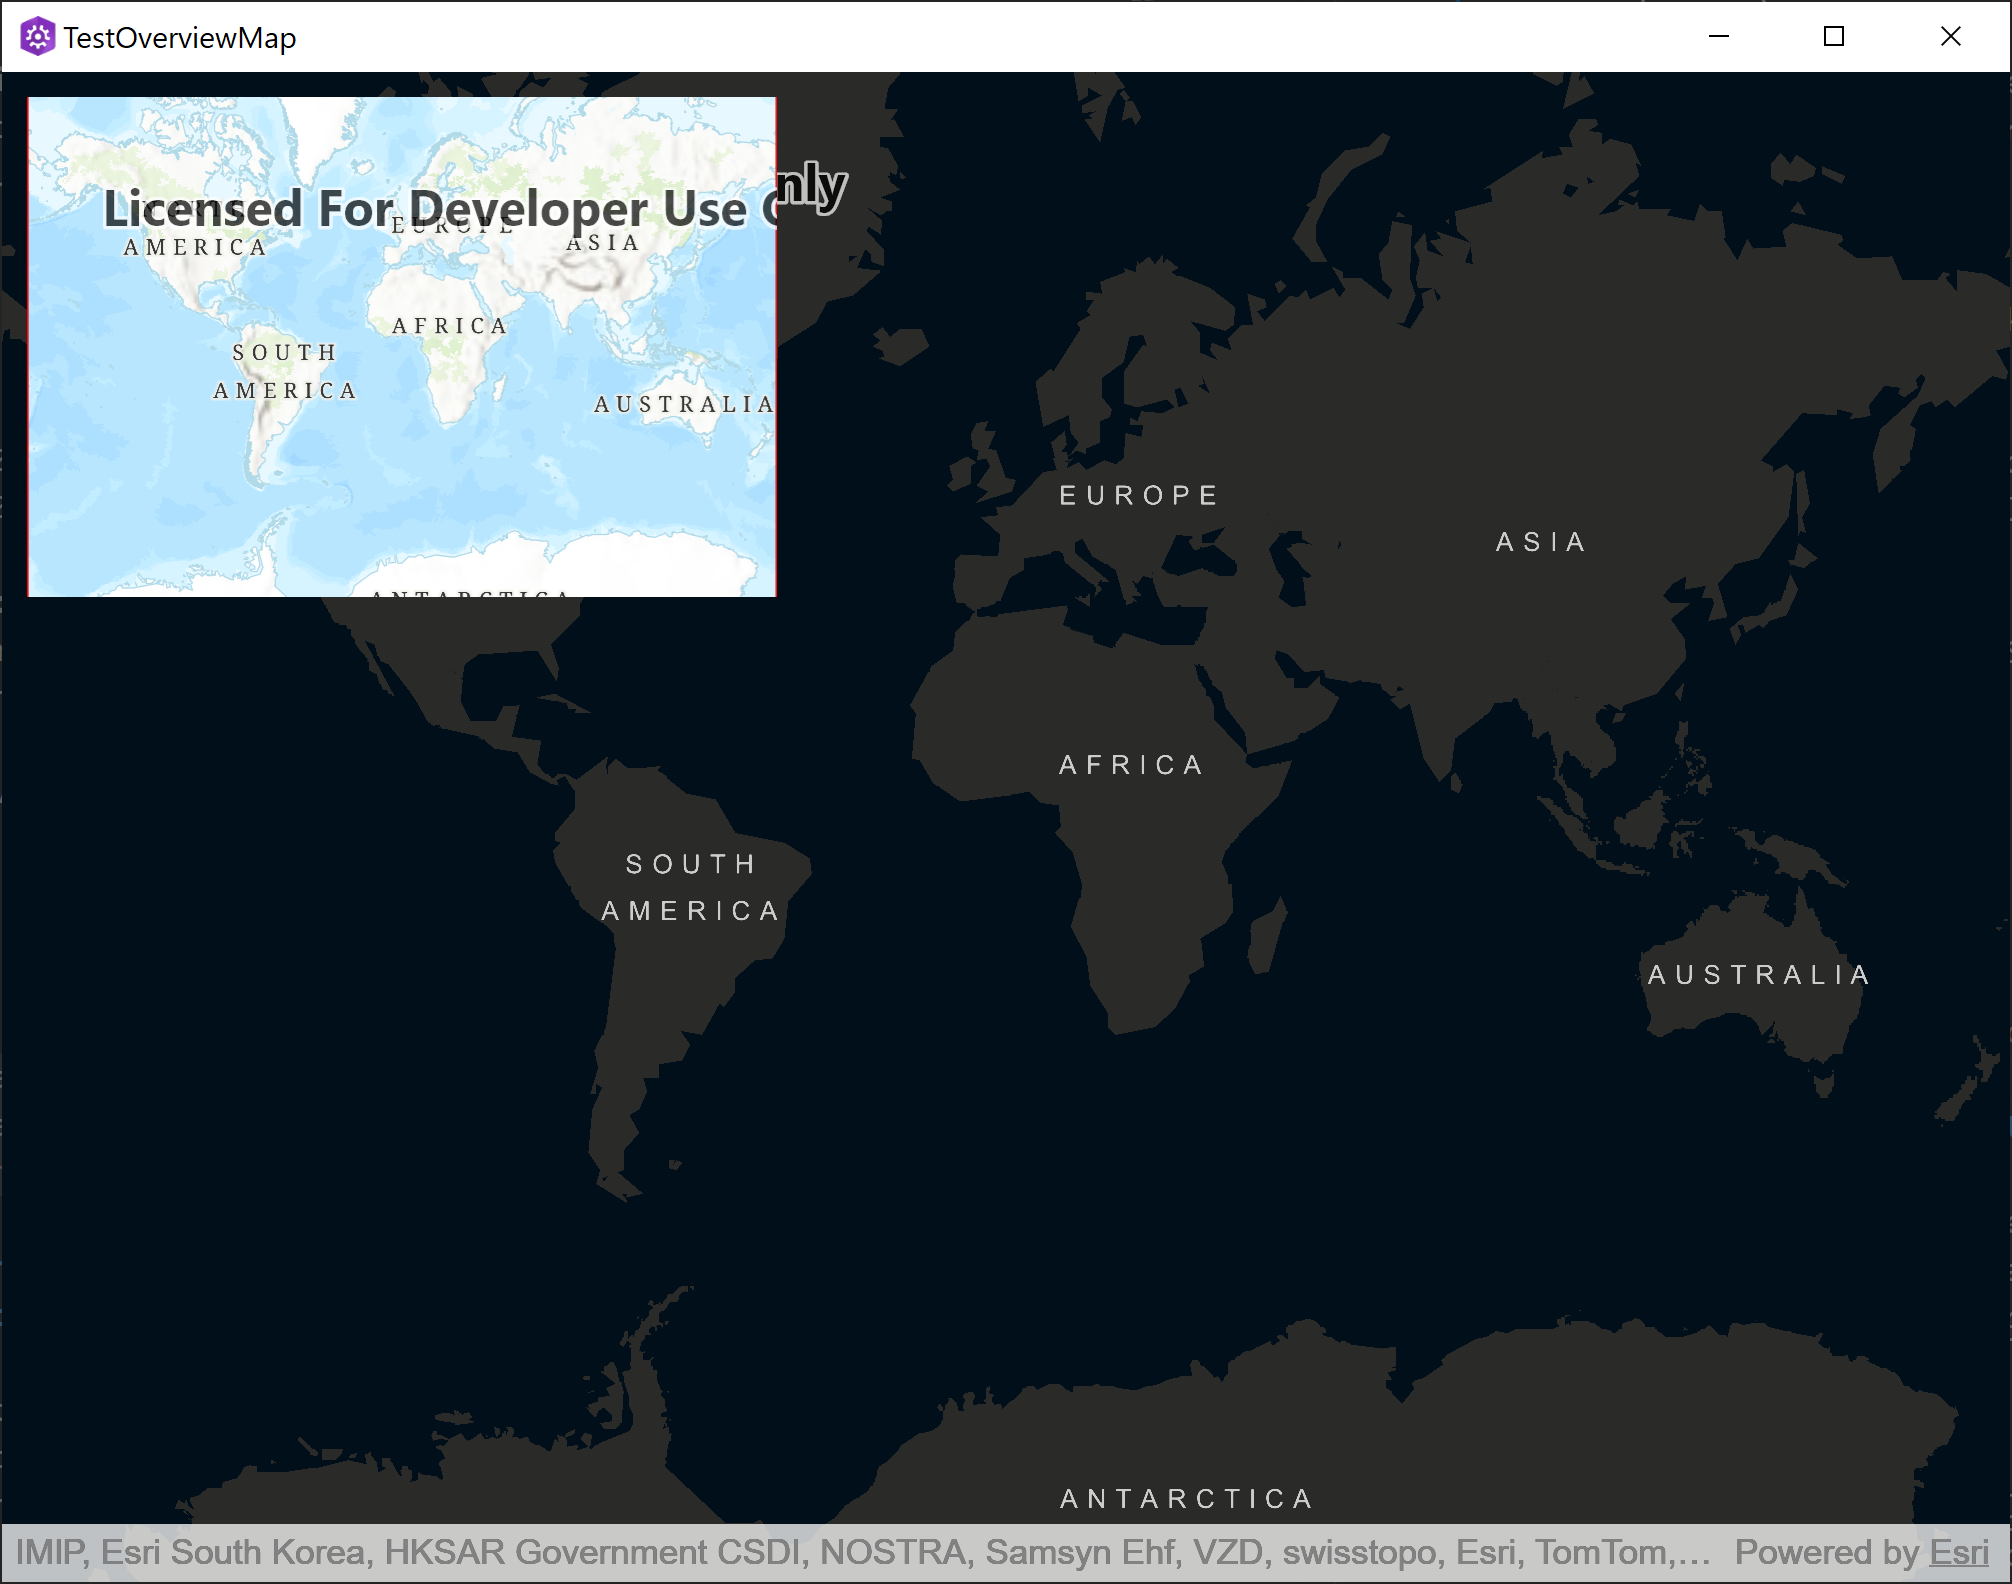 TestOverviewMap
Licensed For Developer Use Only
NORTH
AMERICA
EUROPE
ASIA
AFRICA
SOUTH
AMERICA
AUSTRALIA
ANTARCTICA
EUROPE
ASIA
AFRICA
SOUTH
AMERICA
AUSTRALIA
ANTARCTICA
IMIP, Esri South Korea, HKSAR Government CSDI, NOSTRA, Samsyn Ehf, VZD, swisstopo, Esri, TomTom,... Powered by Esri